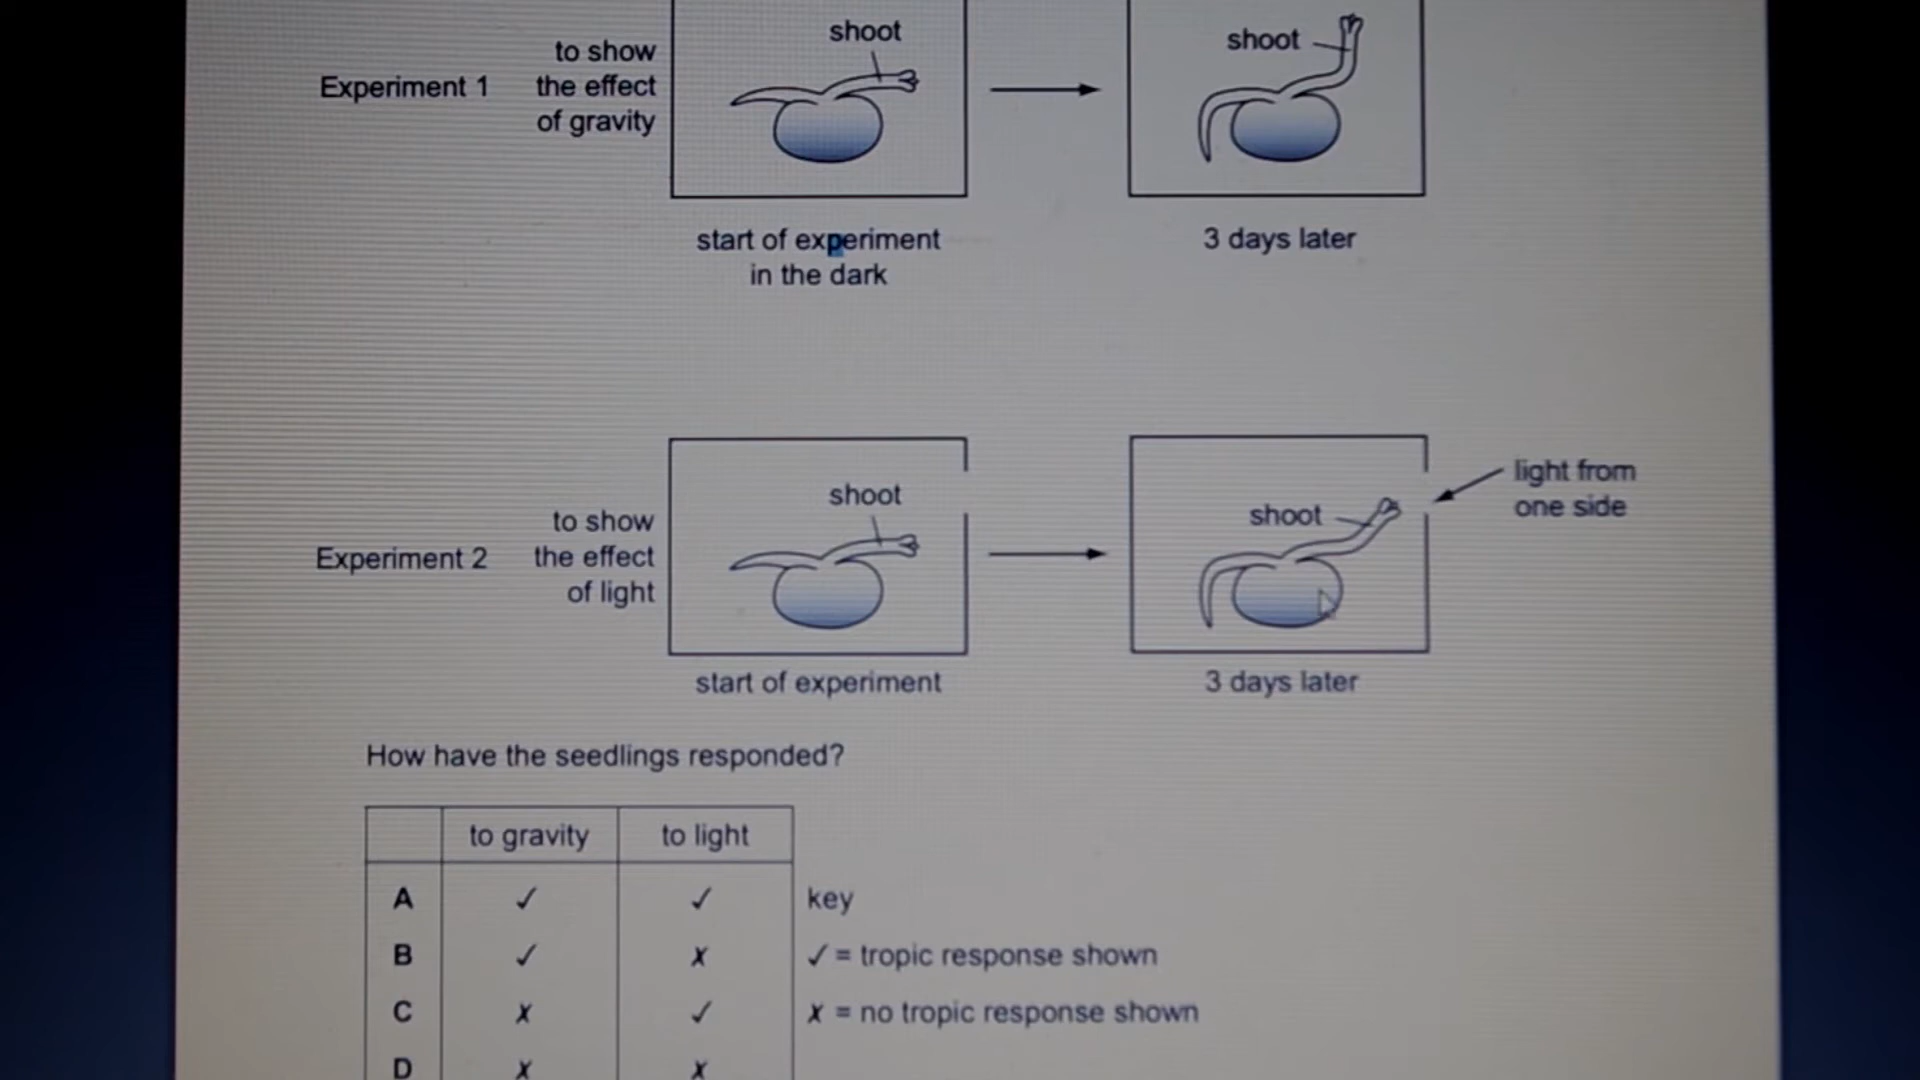 shoot
shoot
Experiment 1
to show
the effect
of gravity
start of experiment
in the dark
3 days later
shoot
shoot
light from
one side
Experiment 2
to show
the effect
of light
start of experiment
3 days later
How have the seedlings responded?
to gravity to light
A ✓ ✓ key
B ✓ ✗ ✓ = tropic response shown
C ✗ ✓ ✗ = no tropic response shown
D ✗ ✗